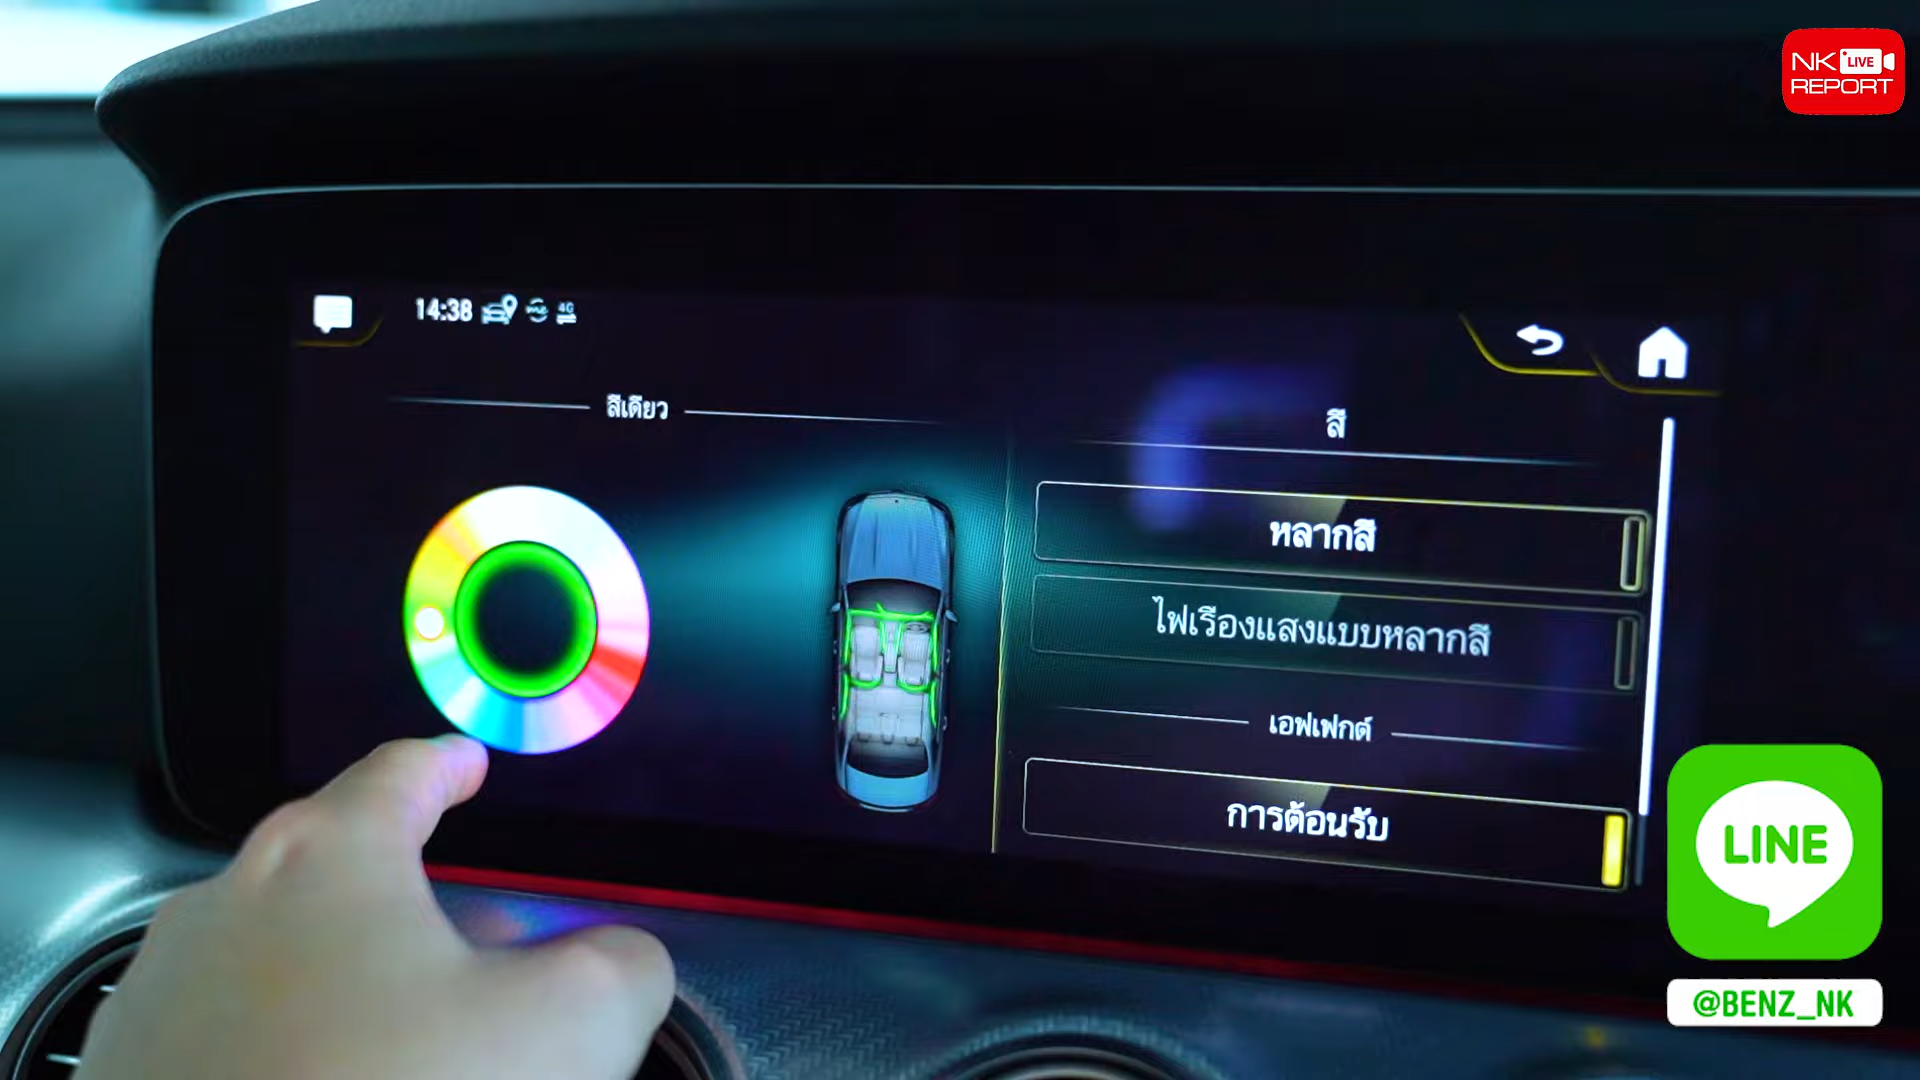 NK LIVE
REPORT
14:38
me
4G
สีเดียว
สี
หลากสี
ไฟเรืองแสงแบบหลากสี
เอฟเฟกต์
การต้อนรับ
LINE
@BENZ_NK